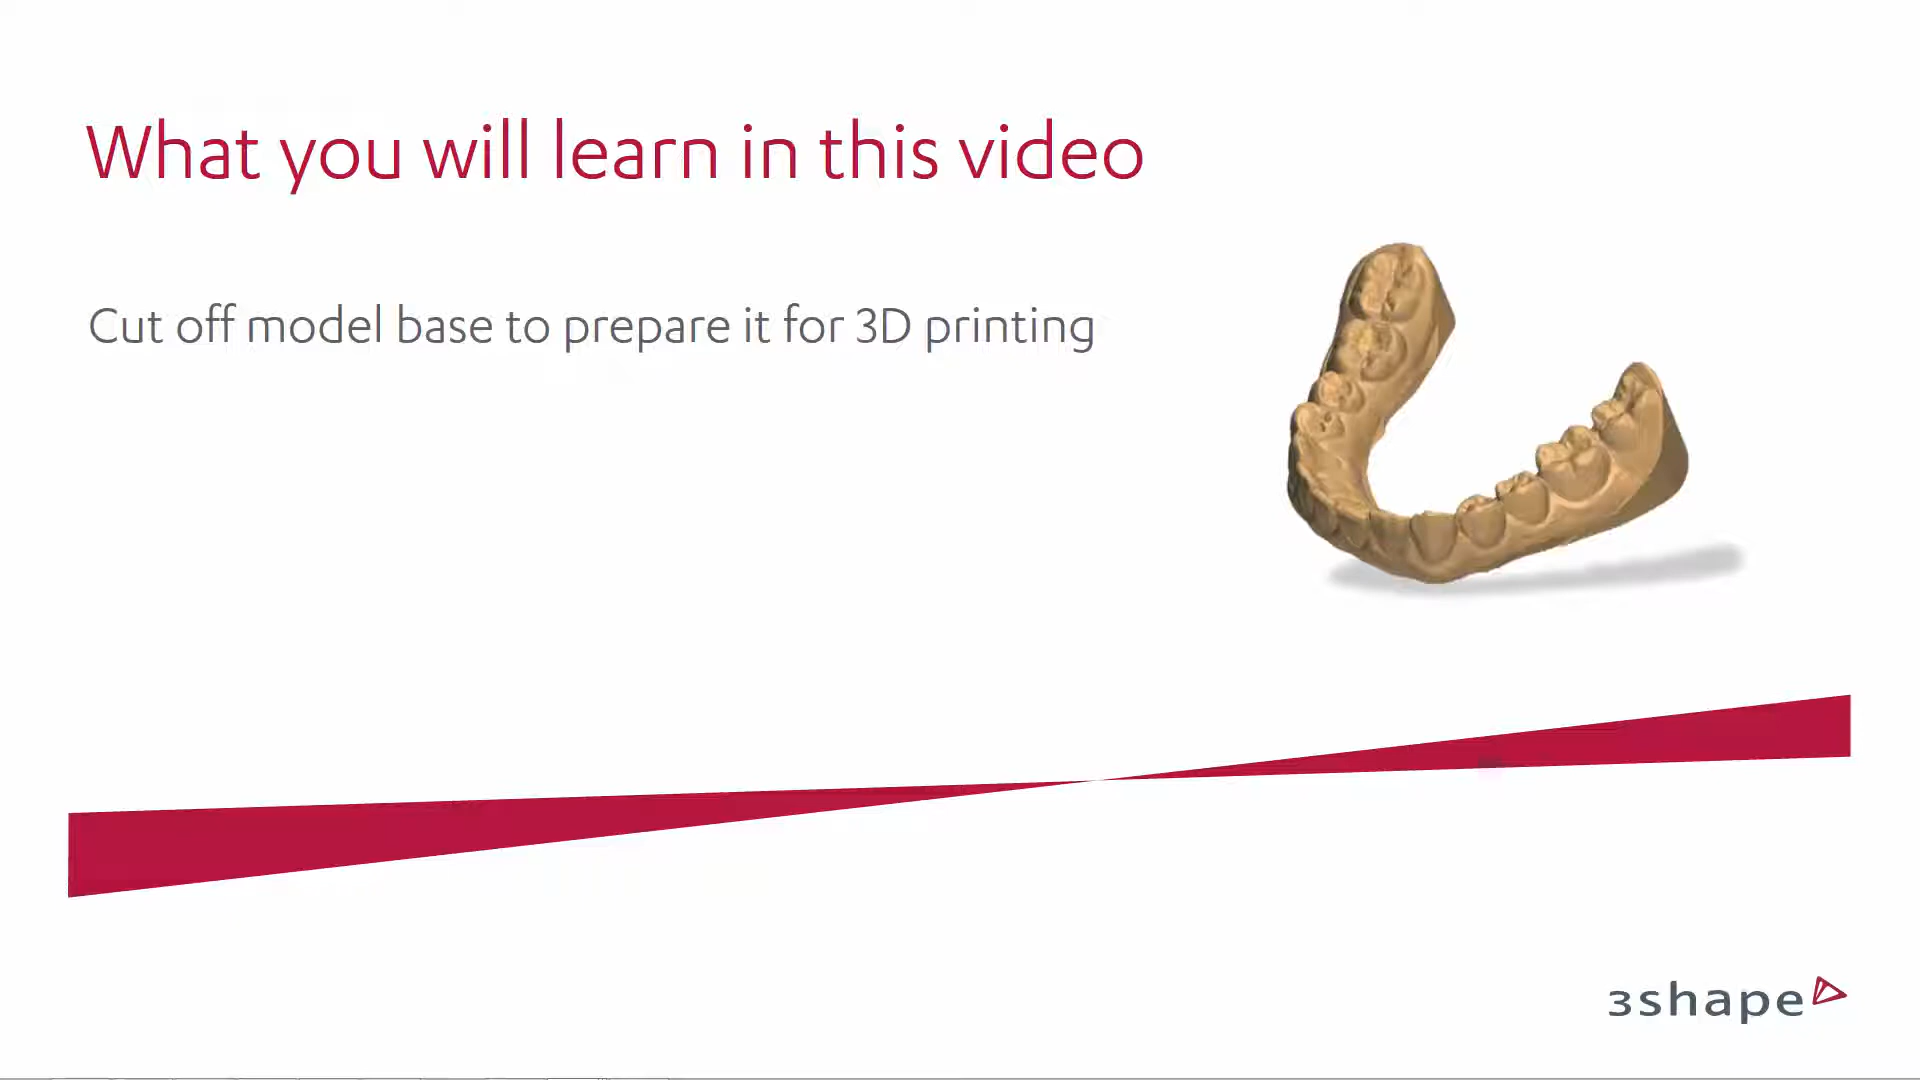 What you will learn in this video
Cut off model base to prepare it for 3D printing
3shape